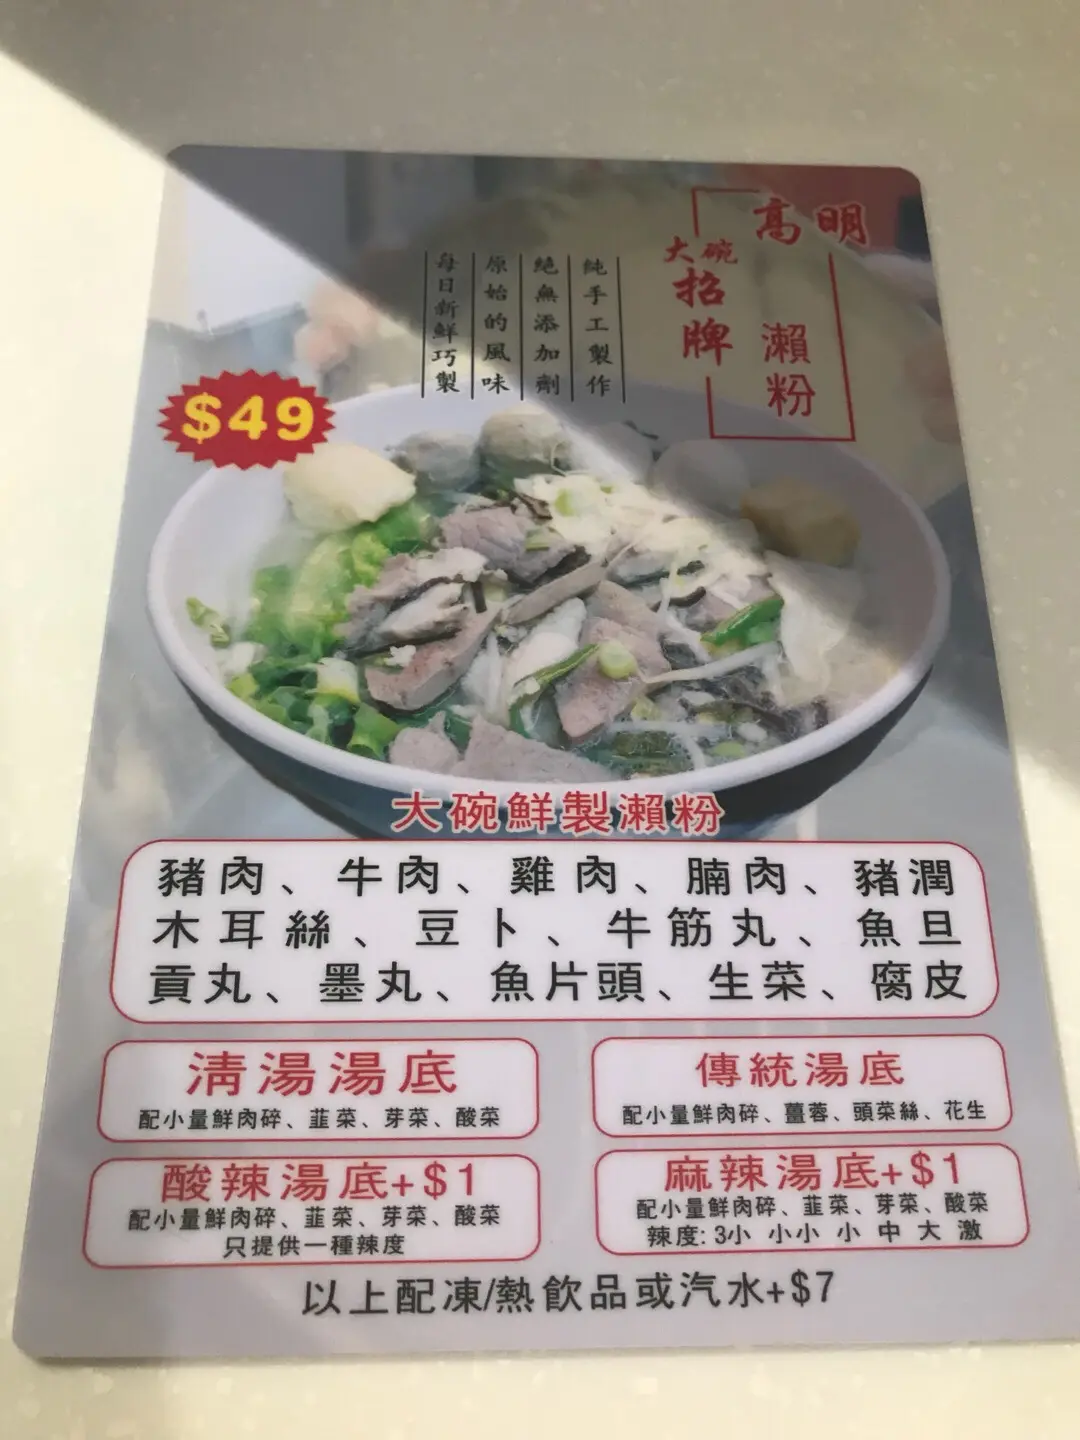 高明
大碗
招牌
瀨粉
純手工製作
絕無添加劑
原始的風味
每日新鮮巧製
$49
大碗鮮製瀨粉
豬肉、牛肉、雞肉、腩肉、豬潤
木耳絲、豆卜、牛筋丸、魚旦
貢丸、墨丸、魚片頭、生菜、腐皮
清湯湯底
配小量鮮肉碎、韮菜、芽菜、酸菜
傳統湯底
配小量鮮肉碎、薑蓉、頭菜絲、花生
酸辣湯底+$1
配小量鮮肉碎、韮菜、芽菜、酸菜
只提供一種辣度
麻辣湯底+$1
配小量鮮肉碎、韮菜、芽菜、酸菜
辣度: 3小 小小 小 中 大 激
以上配凍/熱飲品或汽水+$7